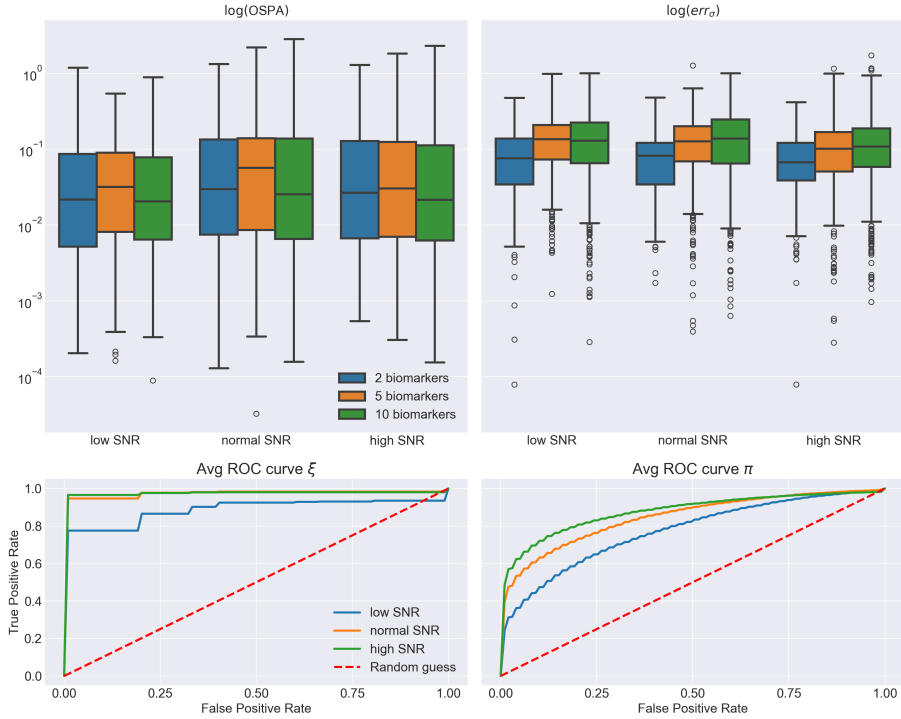 log(OSPA)
log(err_σ)
10^0
10^-1
10^-2
10^-3
10^-4
2 biomarkers
5 biomarkers
10 biomarkers
low SNR
normal SNR
high SNR
low SNR
normal SNR
high SNR
Avg ROC curve ξ
Avg ROC curve π
True Positive Rate
1.0
0.8
0.6
0.4
0.2
0.0
low SNR
normal SNR
high SNR
Random guess
0.00
0.25
0.50
0.75
1.00
0.00
0.25
0.50
0.75
1.00
False Positive Rate
False Positive Rate